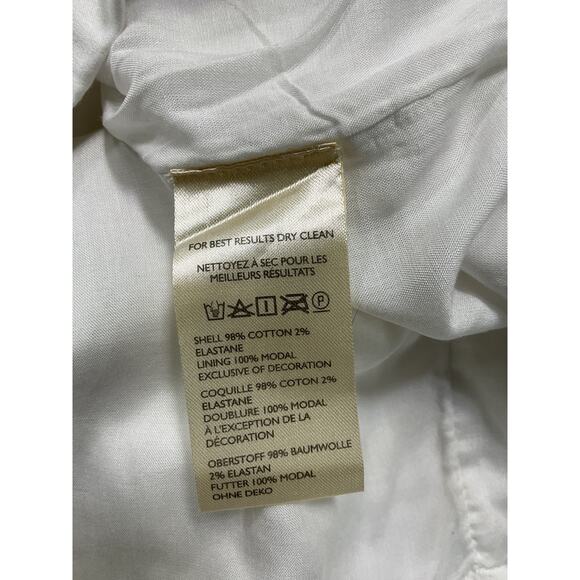 FOR BEST RESULTS DRY CLEAN
NETTOYEZ À SEC POUR LES
MEILLEURS RÉSULTATS
P
SHELL 98% COTTON 2%
ELASTANE
LINING 100% MODAL
EXCLUSIVE OF DECORATION
COQUILLE 98% COTON 2%
ELASTANE
DOUBLURE 100% MODAL
À L'EXCEPTION DE LA
DÉCORATION
OBERSTOFF 98% BAUMWOLLE
2% ELASTAN
FUTTER 100% MODAL
OHNE DEKO